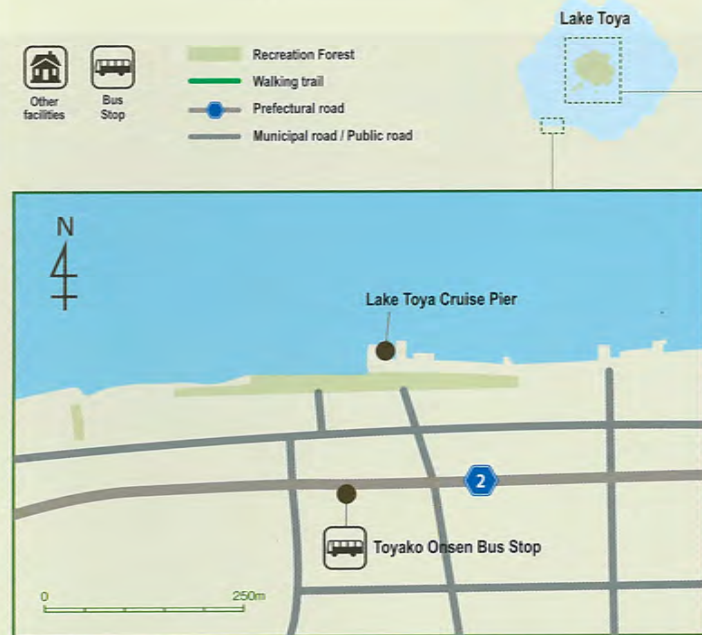 Lake Toya
Recreation Forest
Walking trail
Prefectural road
Municipal road / Public road
Other
facilities
Bus
Stop
N
Lake Toya Cruise Pier
2
Toyako Onsen Bus Stop
0
250m